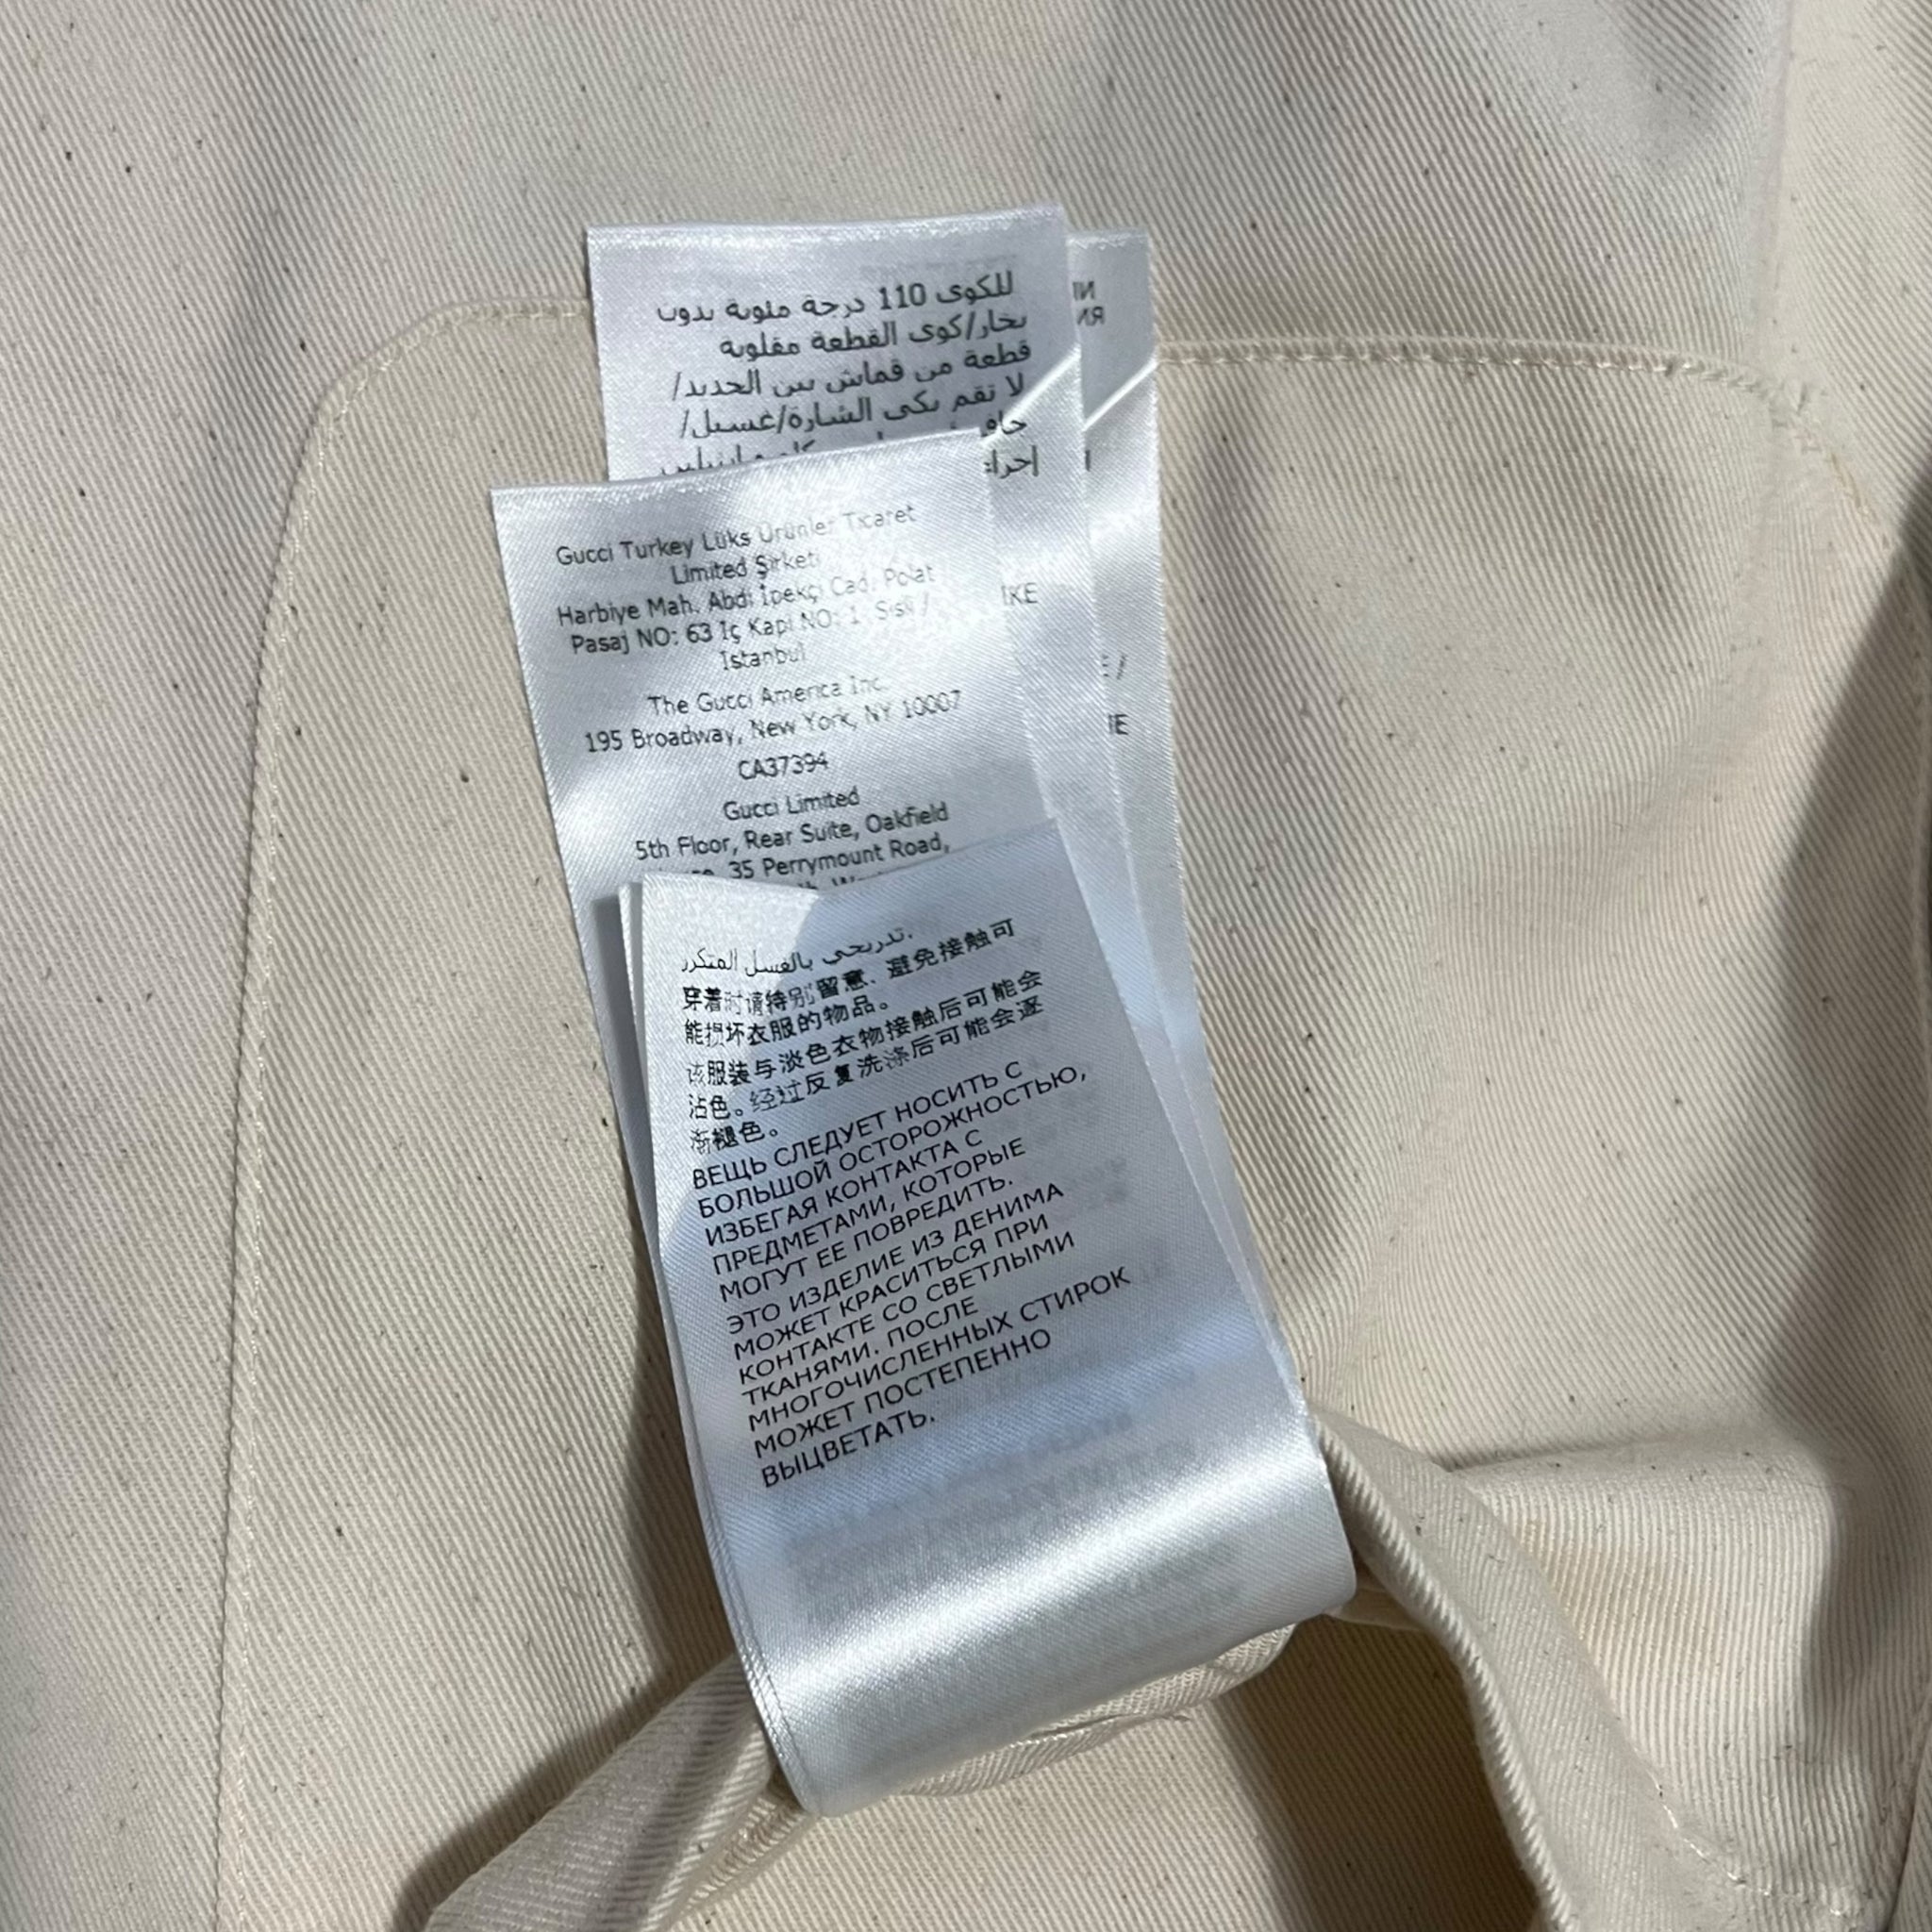 للكوى 110 درجة مئوية بدون
بخار/كوى القطعة مقلوبة
قطعة من قماش بين الحديد/
لا تقم بكى الشارة/غسيل/
Gucci Turkey Lüks Ürünler Ticaret
Limited Şirketi
Harbiye Mah. Abdi İpekçi Cad. Polat
Pasaj NO: 63 İç Kapı NO: 1 Şişli /
Istanbul
The Gucci America Inc.
195 Broadway, New York, NY 10007
CA37394
Gucci Limited
5th Floor, Rear Suite, Oakfield
35 Perrymount Road,
تدريجي بالغسل المتكرر.
穿着时请特别留意. 避免接触可
能损坏衣服的物品。
该服装与淡色衣物接触后可能会
沾色。经过反复洗涤后可能会逐
渐褪色。
ВЕЩЬ СЛЕДУЕТ НОСИТЬ С
БОЛЬШОЙ ОСТОРОЖНОСТЬЮ,
ИЗБЕГАЯ КОНТАКТА С
ПРЕДМЕТАМИ, КОТОРЫЕ
МОГУТ ЕЕ ПОВРЕДИТЬ.
ЭТО ИЗДЕЛИЕ ИЗ ДЕНИМА
МОЖЕТ КРАСИТЬСЯ ПРИ
КОНТАКТЕ СО СВЕТЛЫМИ
ТКАНЯМИ. ПОСЛЕ
МНОГОЧИСЛЕННЫХ СТИРОК
МОЖЕТ ПОСТЕПЕННО
ВЫЦВЕТАТЬ.